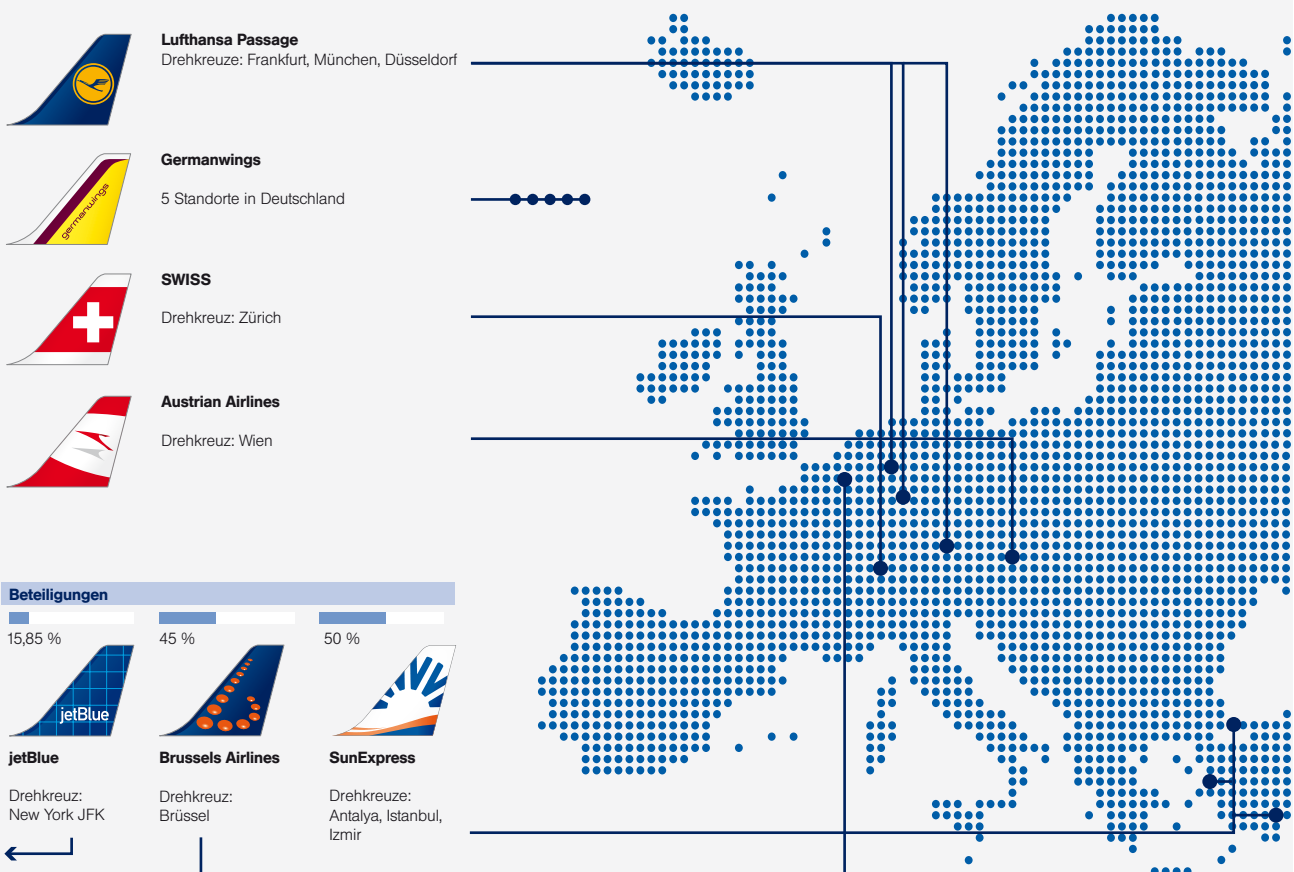 Lufthansa Passage
Drehkreuze: Frankfurt, München, Düsseldorf
Germanwings
5 Standorte in Deutschland
germanwings
SWISS
Drehkreuz: Zürich
Austrian Airlines
Drehkreuz: Wien
Beteiligungen
15,85 %
45 %
50 %
jetBlue
jetBlue
Drehkreuz:
New York JFK
Brussels Airlines
Drehkreuz:
Brüssel
SunExpress
Drehkreuze:
Antalya, Istanbul,
Izmir